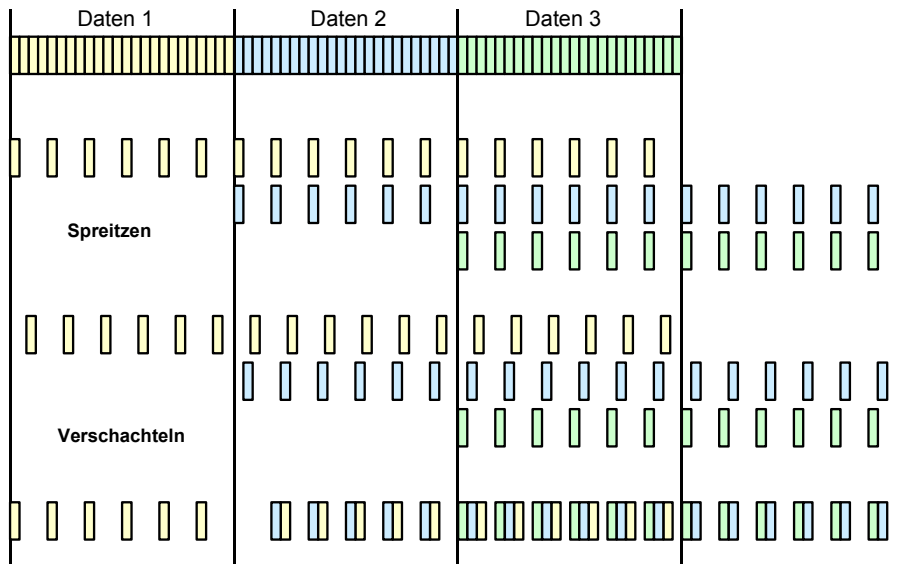 Daten 1
Daten 2
Daten 3
Spreitzen
Verschachteln